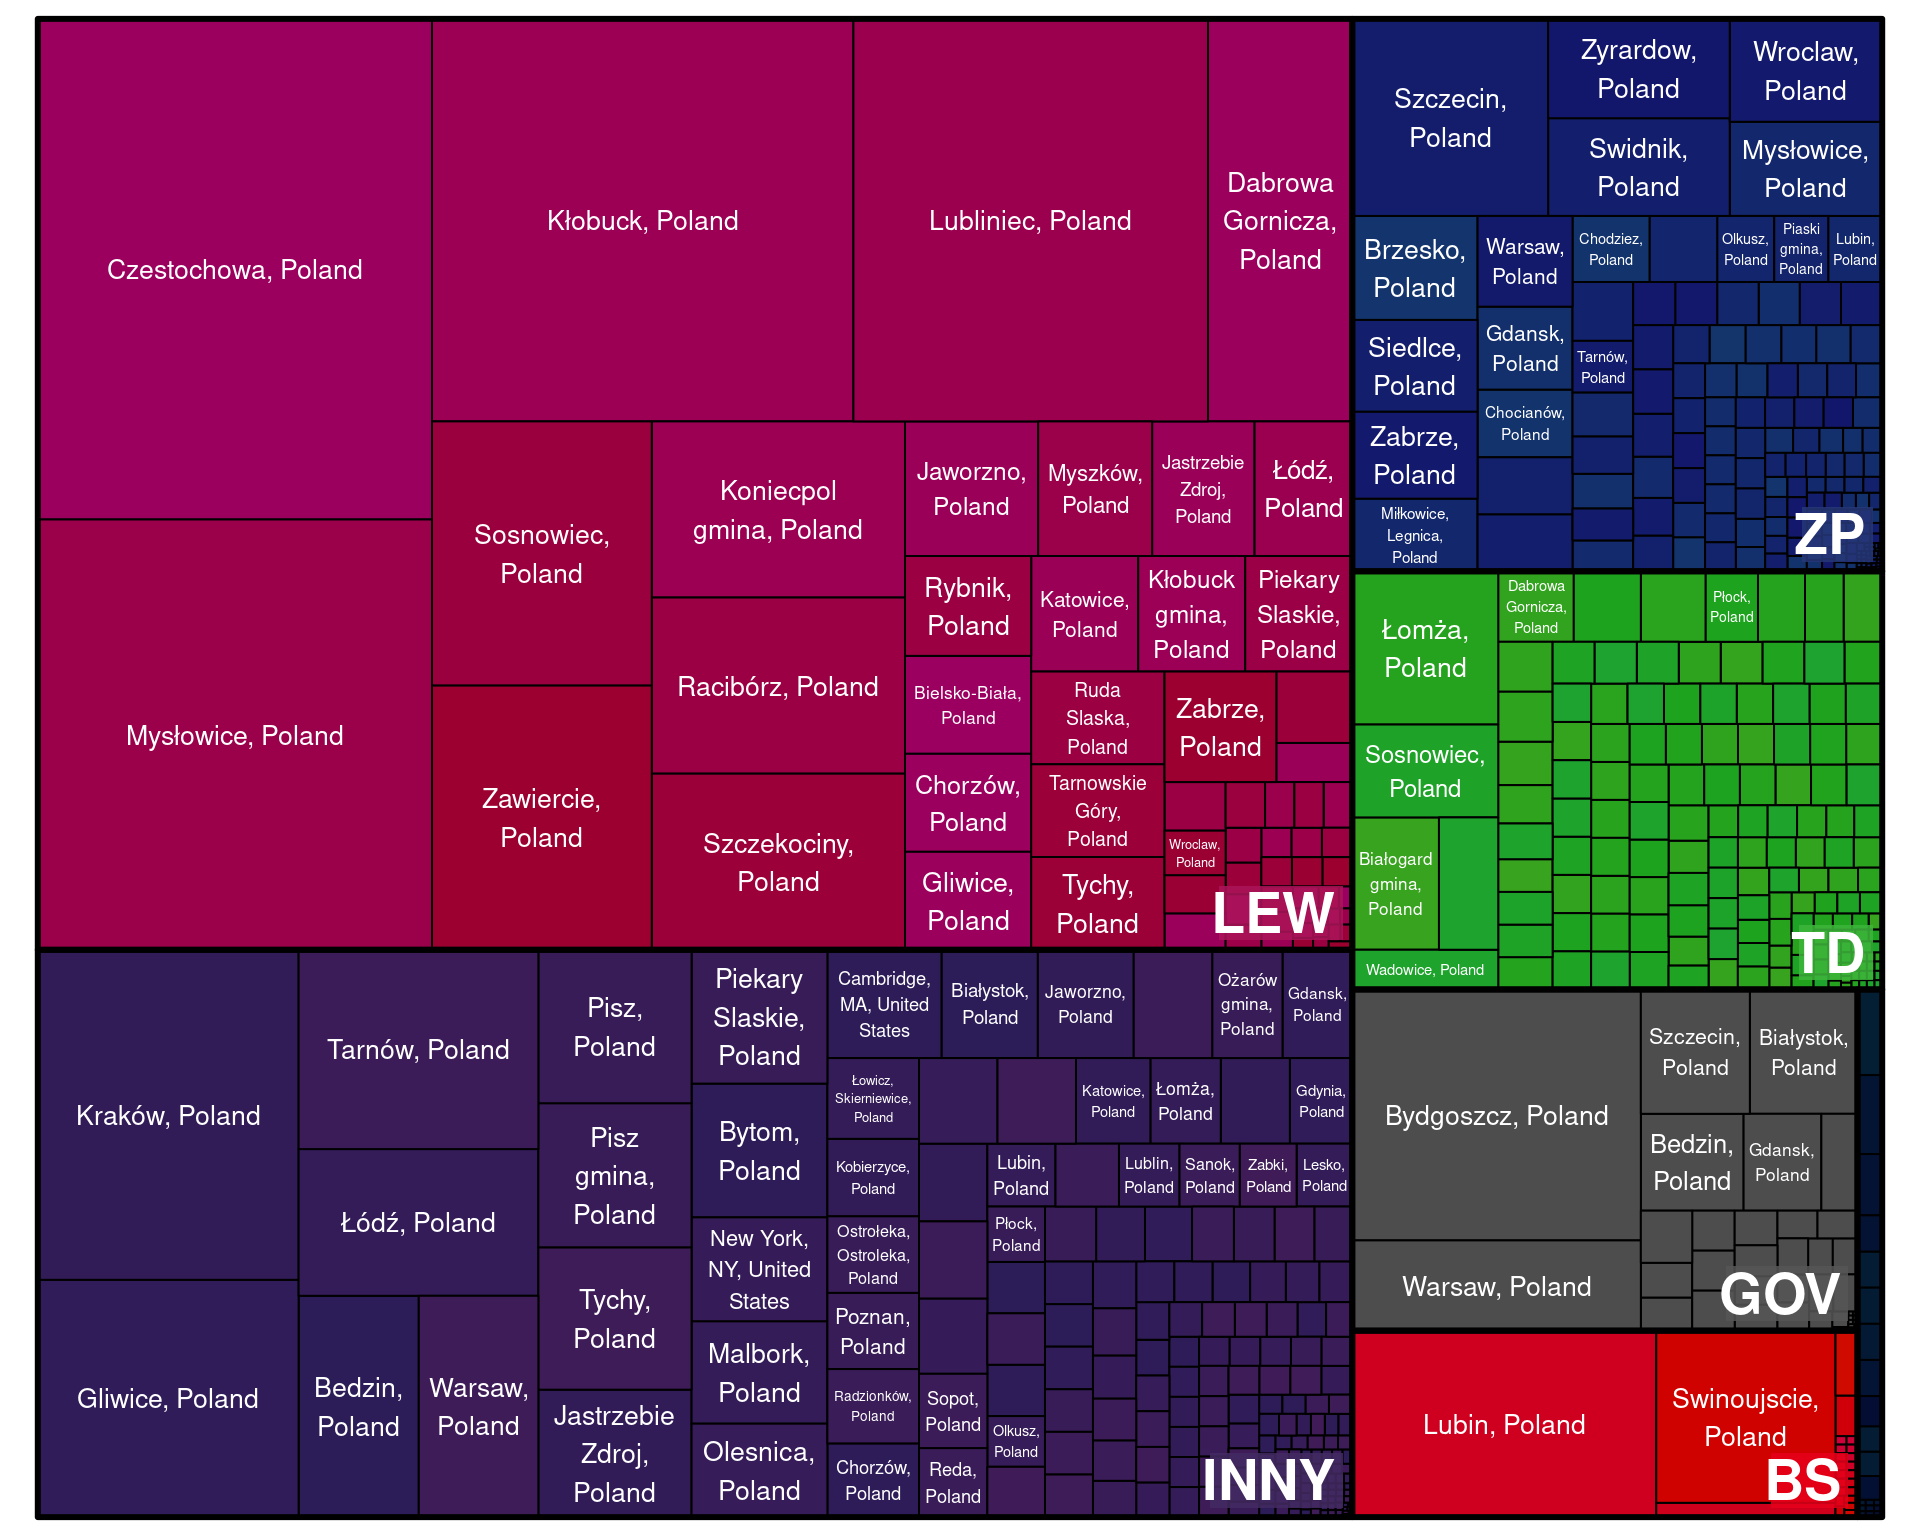 Czestochowa, Poland
Mysłowice, Poland
Kłobuck, Poland
Lubliniec, Poland
Dabrowa
Gornicza,
Poland
Sosnowiec,
Poland
Zawiercie,
Poland
Koniecpol
gmina, Poland
Racibórz, Poland
Szczekociny,
Poland
Jaworzno,
Poland
Myszków,
Poland
Jastrzebie
Zdroj,
Poland
Łódź,
Poland
Rybnik,
Poland
Katowice,
Poland
Kłobuck
gmina,
Poland
Piekary
Slaskie,
Poland
Bielsko-Biała,
Poland
Chorzów,
Poland
Gliwice,
Poland
Ruda
Slaska,
Poland
Tarnowskie
Góry,
Poland
Tychy,
Poland
Zabrze,
Poland
Wroclaw,
Poland
LEW
Szczecin,
Poland
Zyrardow,
Poland
Wroclaw,
Poland
Swidnik,
Poland
Mysłowice,
Poland
Brzesko,
Poland
Siedlce,
Poland
Zabrze,
Poland
Miłkowice,
Legnica,
Poland
Warsaw,
Poland
Gdansk,
Poland
Chocianów,
Poland
Chodziez,
Poland
Tarnów,
Poland
Olkusz,
Poland
Piaski
gmina,
Poland
Lubin,
Poland
ZP
Łomża,
Poland
Sosnowiec,
Poland
Białogard
gmina,
Poland
Wadowice, Poland
Dabrowa
Gornicza,
Poland
Płock,
Poland
TD
Kraków, Poland
Gliwice, Poland
Tarnów, Poland
Łódź, Poland
Bedzin,
Poland
Warsaw,
Poland
Pisz,
Poland
Pisz
gmina,
Poland
Tychy,
Poland
Jastrzebie
Zdroj,
Poland
Piekary
Slaskie,
Poland
Bytom,
Poland
New York,
NY, United
States
Malbork,
Poland
Olesnica,
Poland
Cambridge,
MA, United
States
Białystok,
Poland
Jaworzno,
Poland
Ożarów
gmina,
Poland
Gdansk,
Poland
Łowicz,
Skierniewice,
Poland
Kobierzyce,
Poland
Ostrołeka,
Ostroleka,
Poland
Poznan,
Poland
Radzionków,
Poland
Chorzów,
Poland
Katowice,
Poland
Łomża,
Poland
Gdynia,
Poland
Lubin,
Poland
Lublin,
Poland
Sanok,
Poland
Zabki,
Poland
Lesko,
Poland
Płock,
Poland
Sopot,
Poland
Reda,
Poland
Olkusz,
Poland
INNY
Bydgoszcz, Poland
Warsaw, Poland
Szczecin,
Poland
Białystok,
Poland
Bedzin,
Poland
Gdansk,
Poland
GOV
Lubin, Poland
Swinoujscie,
Poland
BS